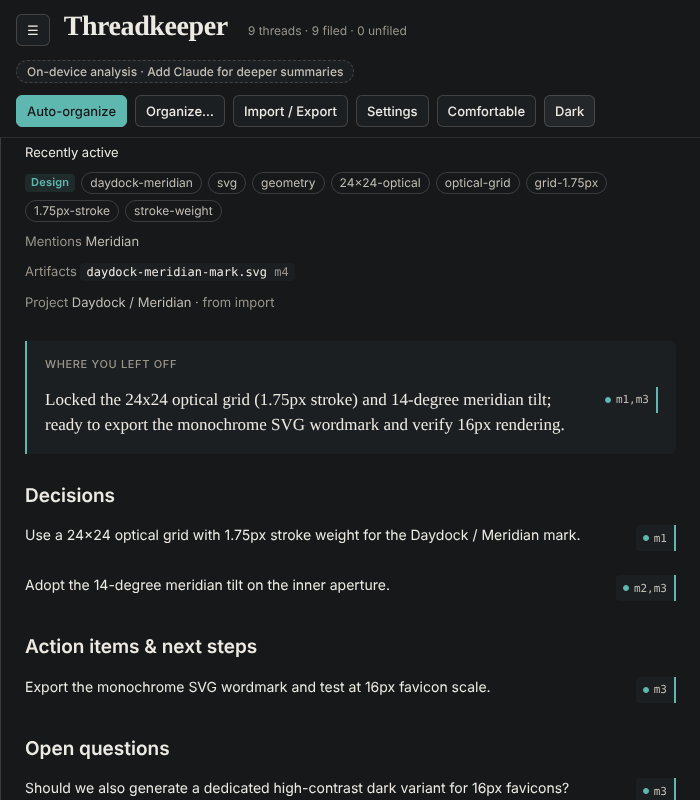 ☰ Threadkeeper 9 threads · 9 filed · 0 unfiled
On-device analysis · Add Claude for deeper summaries
Auto-organize Organize... Import / Export Settings Comfortable Dark
Recently active
Design daydock-meridian svg geometry 24×24-optical optical-grid grid-1.75px
1.75px-stroke stroke-weight
Mentions Meridian
Artifacts daydock-meridian-mark.svg m4
Project Daydock / Meridian · from import
WHERE YOU LEFT OFF
Locked the 24x24 optical grid (1.75px stroke) and 14-degree meridian tilt; m1,m3
ready to export the monochrome SVG wordmark and verify 16px rendering.
Decisions
Use a 24×24 optical grid with 1.75px stroke weight for the Daydock / Meridian mark. m1
Adopt the 14-degree meridian tilt on the inner aperture. m2,m3
Action items & next steps
Export the monochrome SVG wordmark and test at 16px favicon scale. m3
Open questions
Should we also generate a dedicated high-contrast dark variant for 16px favicons? m3